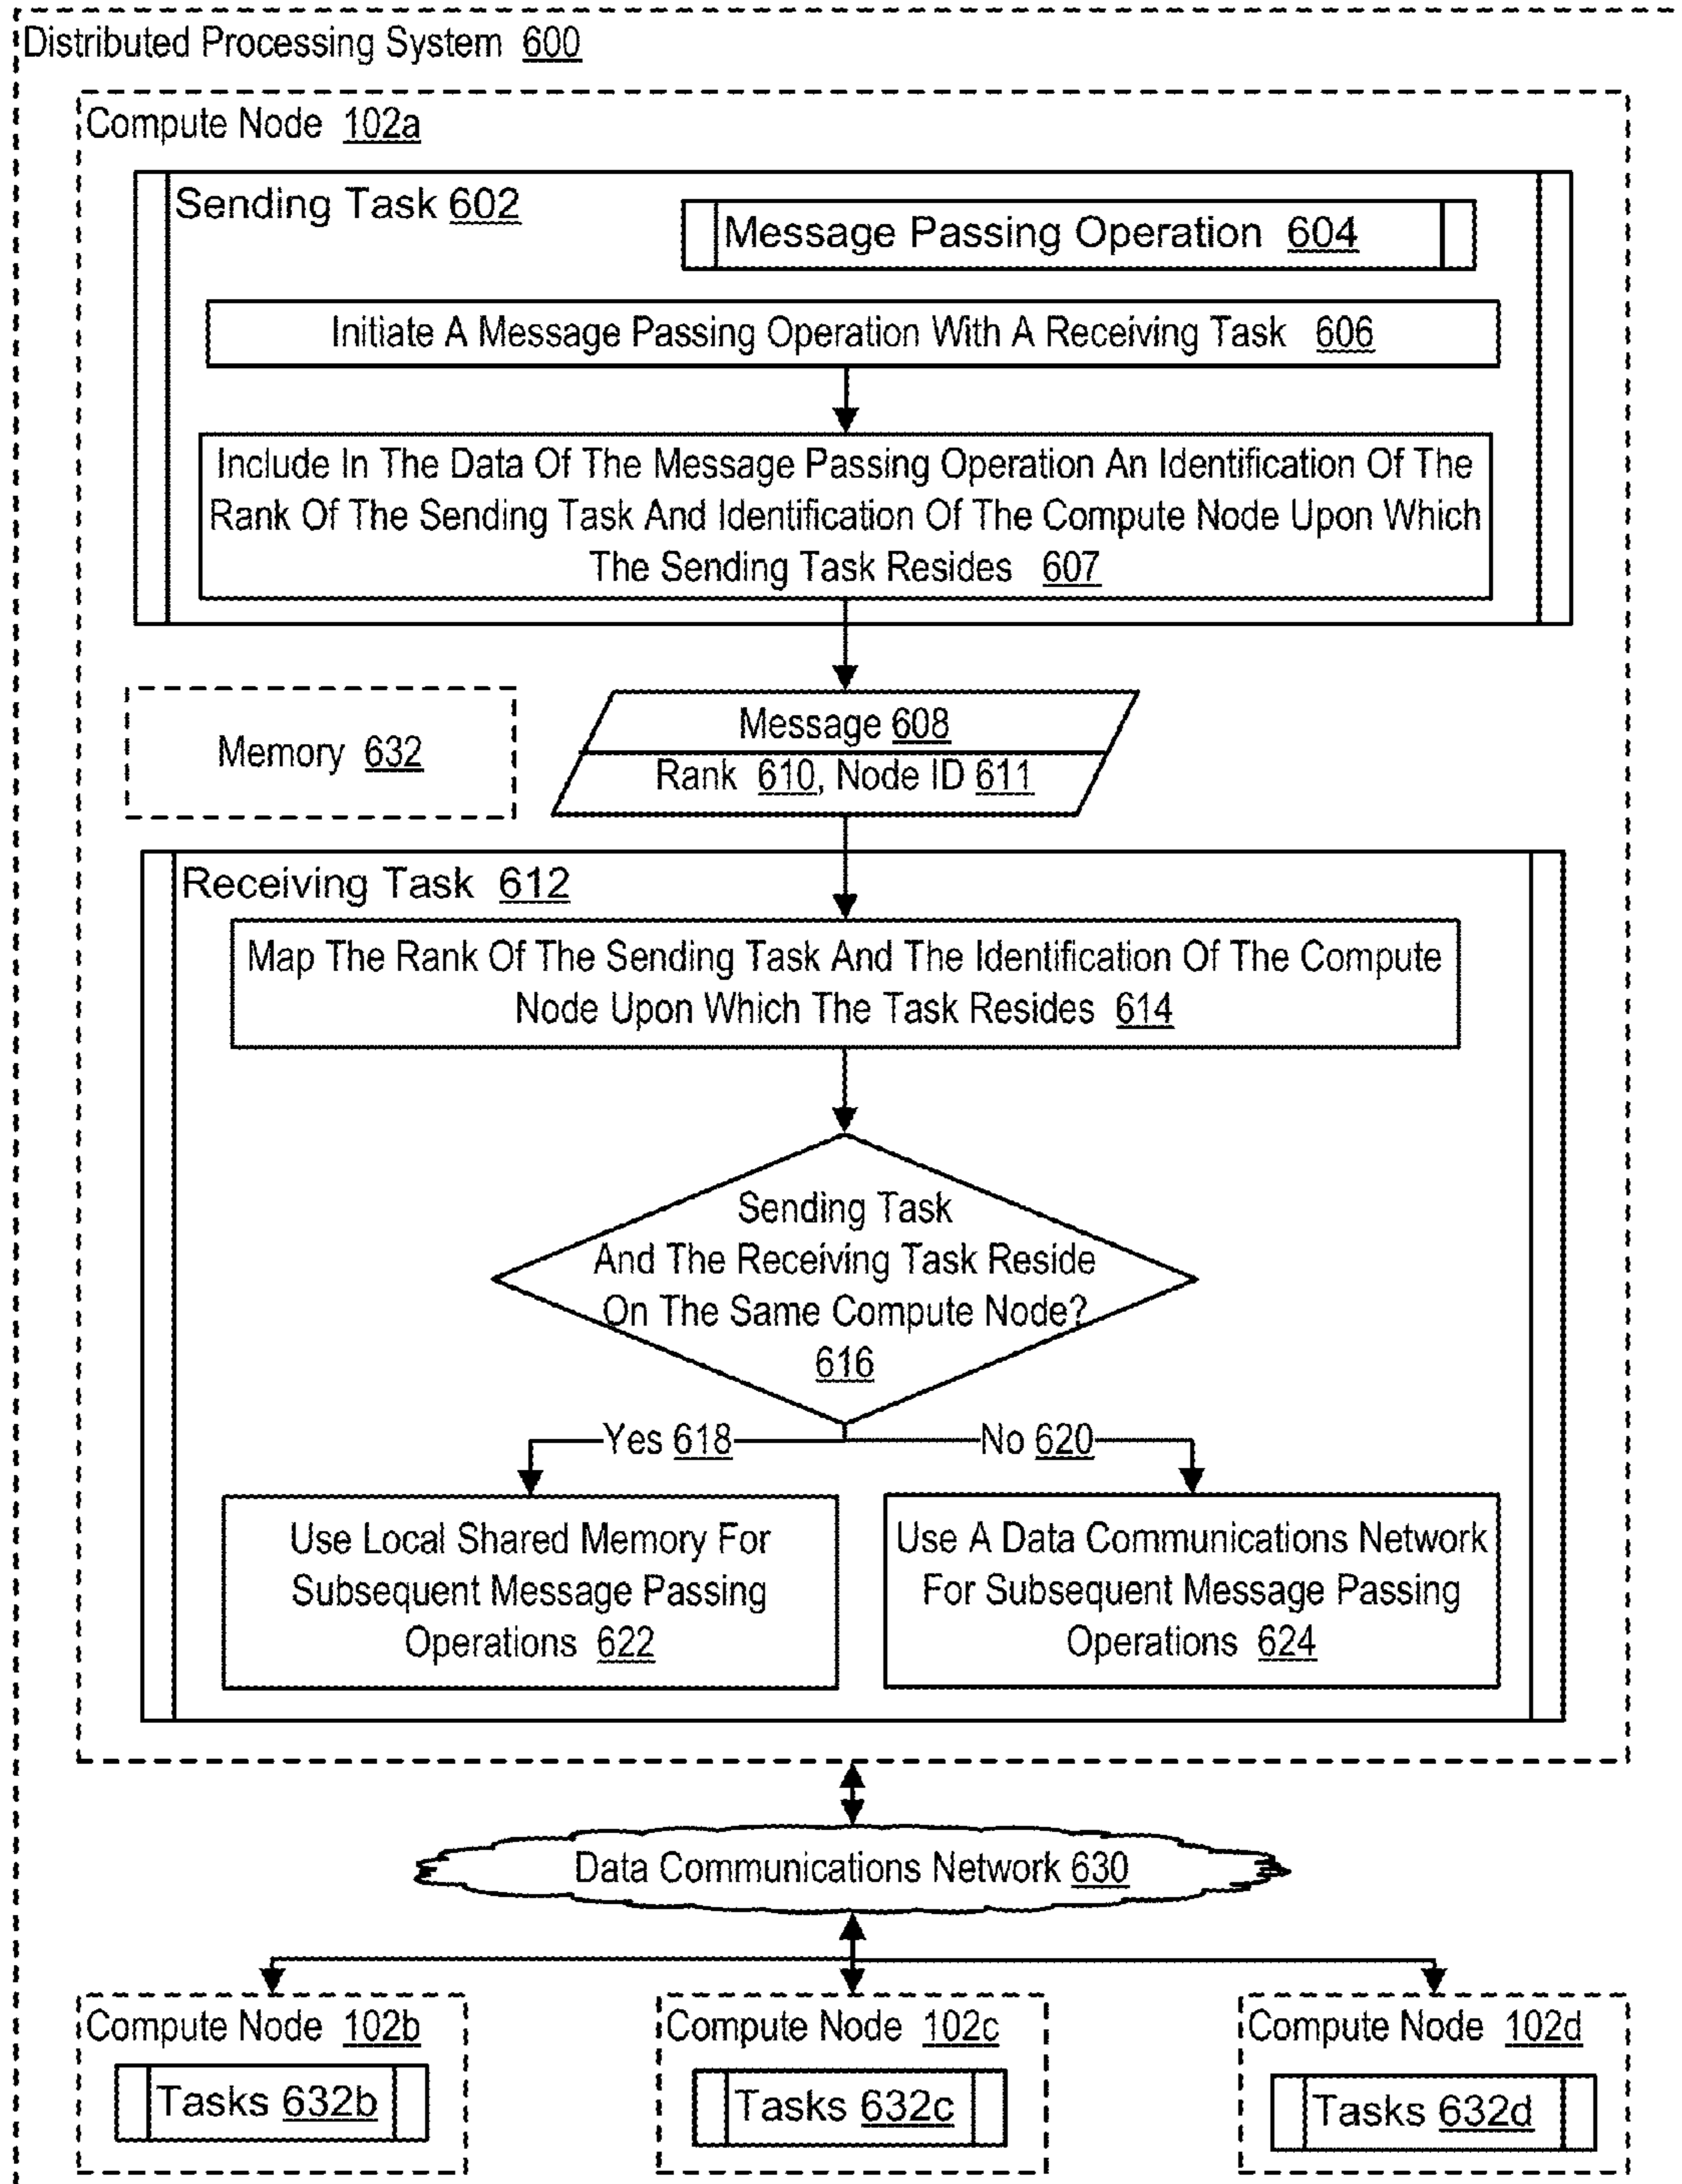 Distributed Processing System 600
Compute Node 102a
Sending Task 602
Message Passing Operation 604
Initiate A Message Passing Operation With A Receiving Task 606
Include In The Data Of The Message Passing Operation An Identification Of The
Rank Of The Sending Task And Identification Of The Compute Node Upon Which
The Sending Task Resides 607
Memory 632
Message 608
Rank 610, Node ID 611
Receiving Task 612
Map The Rank Of The Sending Task And The Identification Of The Compute
Node Upon Which The Task Resides 614
Sending Task
And The Receiving Task Reside
On The Same Compute Node?
616
Yes 618
No 620
Use Local Shared Memory For
Subsequent Message Passing
Operations 622
Use A Data Communications Network
For Subsequent Message Passing
Operations 624
Data Communications Network 630
Compute Node 102b
Tasks 632b
Compute Node 102c
Tasks 632c
Compute Node 102d
Tasks 632d